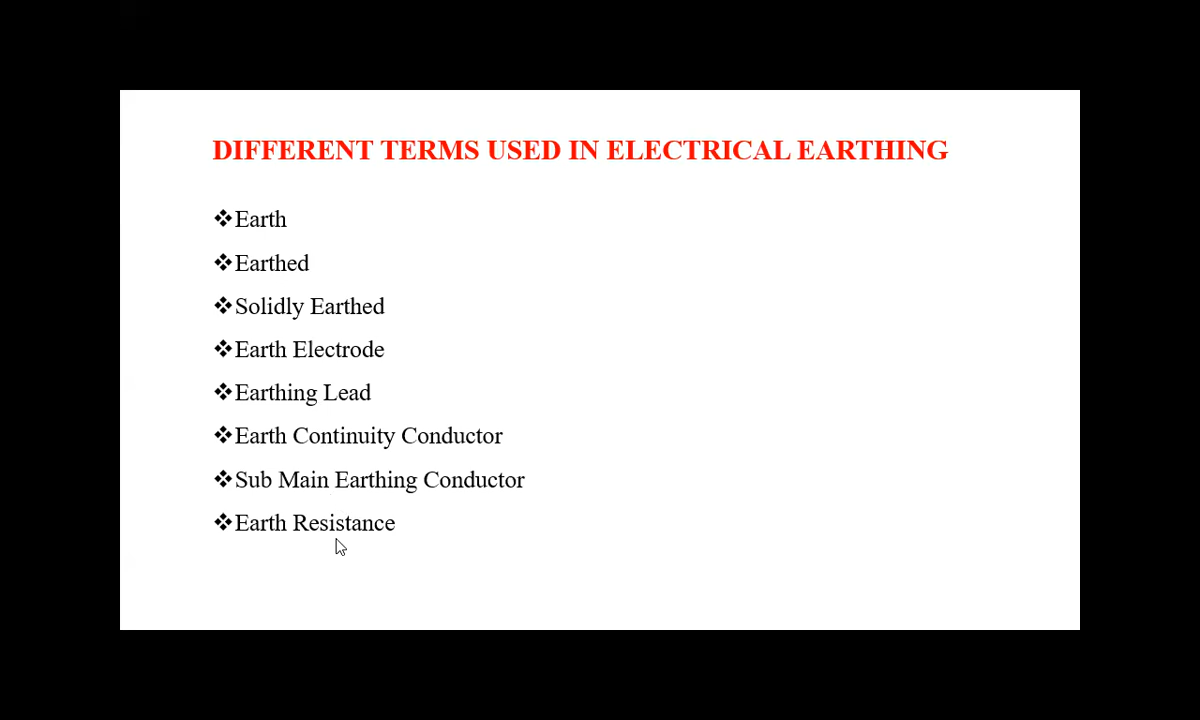 DIFFERENT TERMS USED IN ELECTRICAL EARTHING
❖Earth
❖Earthed
❖Solidly Earthed
❖Earth Electrode
❖Earthing Lead
❖Earth Continuity Conductor
❖Sub Main Earthing Conductor
❖Earth Resistance